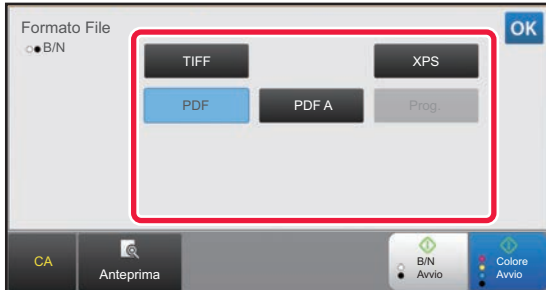 Formato File
B/N
OK
TIFF
XPS
PDF
PDF A
Prog.
CA
Anteprima
B/N
Avvio
Colore
Avvio